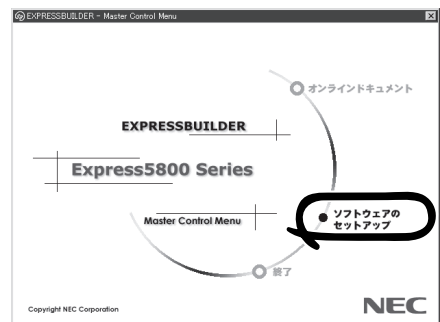 EXPRESSBUILDER - Master Control Menu
オンラインドキュメント
EXPRESSBUILDER
Express5800 Series
ソフトウェアの
セットアップ
Master Control Menu
終了
Copyright NEC Corporation
NEC